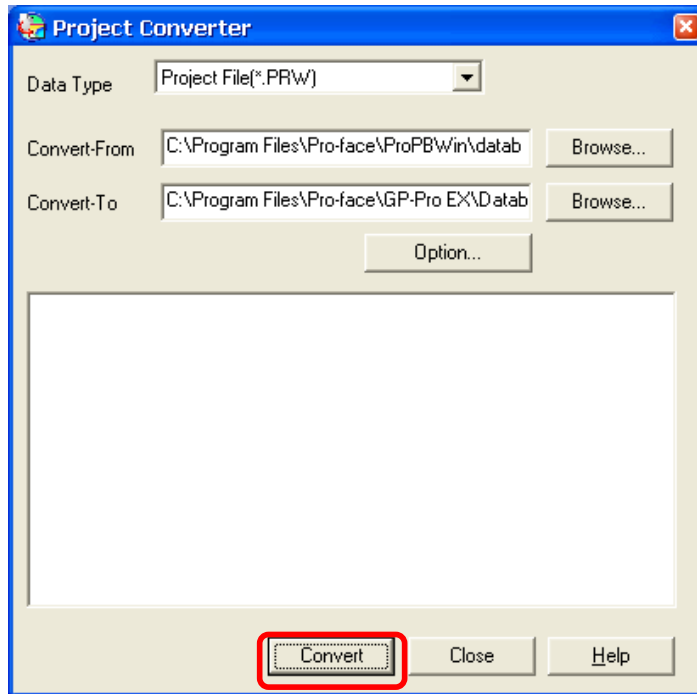 Project Converter
Data Type Project File(*.PRW)
Convert-From C:\Program Files\Pro-face\ProPBWin\datab Browse...
Convert-To C:\Program Files\Pro-face\GP-Pro EX\Datab Browse...
Option...
Convert Close Help